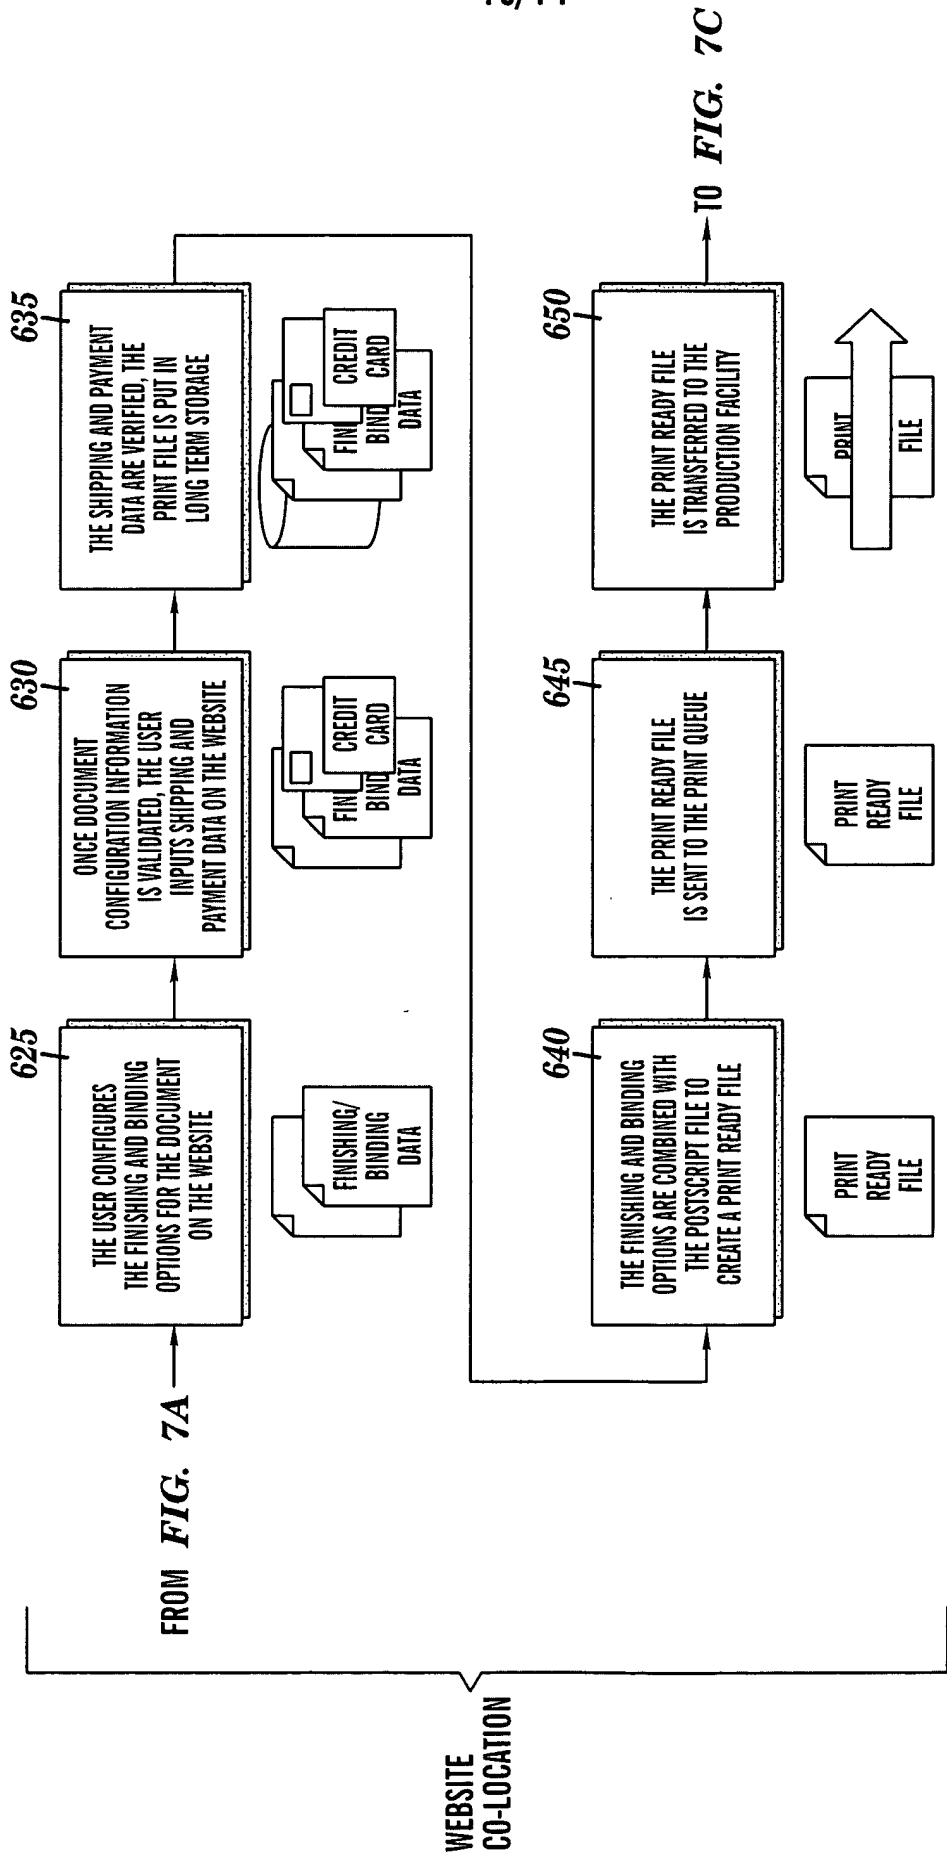 FROM FIG. 7A
625
THE USER CONFIGURES
THE FINISHING AND BINDING
OPTIONS FOR THE DOCUMENT
ON THE WEBSITE
FINISHING/
BINDING
DATA
630
ONCE DOCUMENT
CONFIGURATION INFORMATION
IS VALIDATED, THE USER
INPUTS SHIPPING AND
PAYMENT DATA ON THE WEBSITE
FINI
BIND
DATA
CREDIT
CARD
635
THE SHIPPING AND PAYMENT
DATA ARE VERIFIED, THE
PRINT FILE IS PUT IN
LONG TERM STORAGE
FINI
BIND
DATA
CREDIT
CARD
WEBSITE
CO-LOCATION
640
THE FINISHING AND BINDING
OPTIONS ARE COMBINED WITH
THE POSTSCRIPT FILE TO
CREATE A PRINT READY FILE
PRINT
READY
FILE
645
THE PRINT READY FILE
IS SENT TO THE PRINT QUEUE
PRINT
READY
FILE
650
THE PRINT READY FILE
IS TRANSFERRED TO THE
PRODUCTION FACILITY
PRINT
FILE
TO FIG. 7C